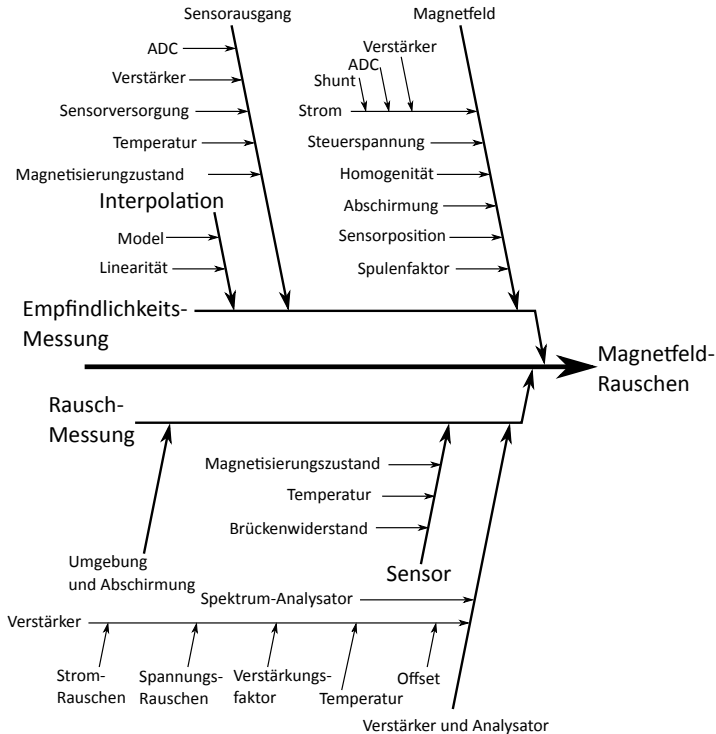 Sensorausgang
ADC
Verstärker
Sensorversorgung
Temperatur
Magnetisierungzustand
Interpolation
Model
Linearität
Magnetfeld
Verstärker
ADC
Shunt
Strom
Steuerspannung
Homogenität
Abschirmung
Sensorposition
Spulenfaktor
Empfindlichkeits-
Messung
Magnetfeld-
Rauschen
Rausch-
Messung
Magnetisierungszustand
Temperatur
Brückenwiderstand
Sensor
Umgebung
und Abschirmung
Spektrum-Analysator
Verstärker
Strom-
Rauschen
Spannungs-
Rauschen
Verstärkungs-
faktor
Temperatur
Offset
Verstärker und Analysator